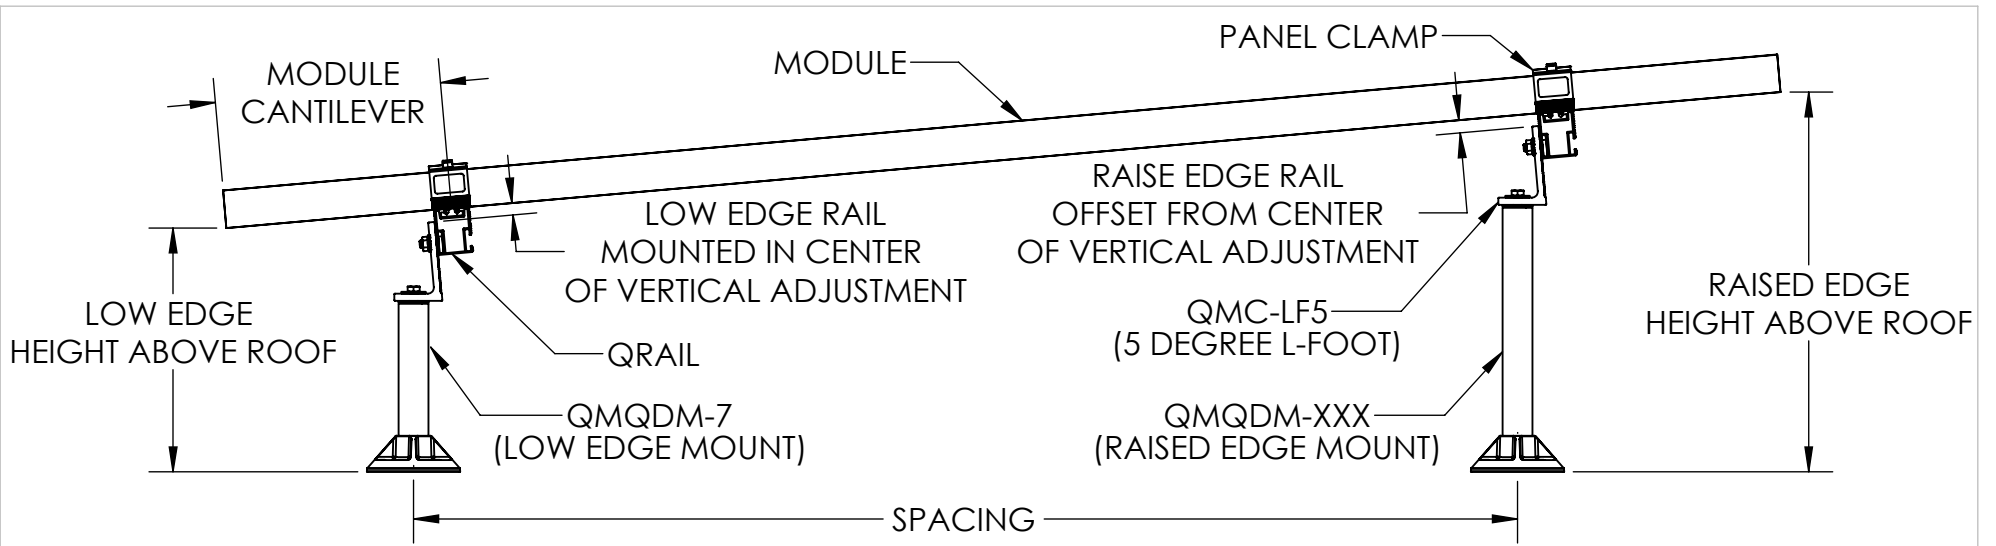 PANEL CLAMP
MODULE
CANTILEVER
MODULE
LOW EDGE RAIL
MOUNTED IN CENTER
OF VERTICAL ADJUSTMENT
RAISE EDGE RAIL
OFFSET FROM CENTER
OF VERTICAL ADJUSTMENT
LOW EDGE
HEIGHT ABOVE ROOF
QRAIL
QMC-LF5
(5 DEGREE L-FOOT)
RAISED EDGE
HEIGHT ABOVE ROOF
QMQDM-7
(LOW EDGE MOUNT)
QMQDM-XXX
(RAISED EDGE MOUNT)
SPACING